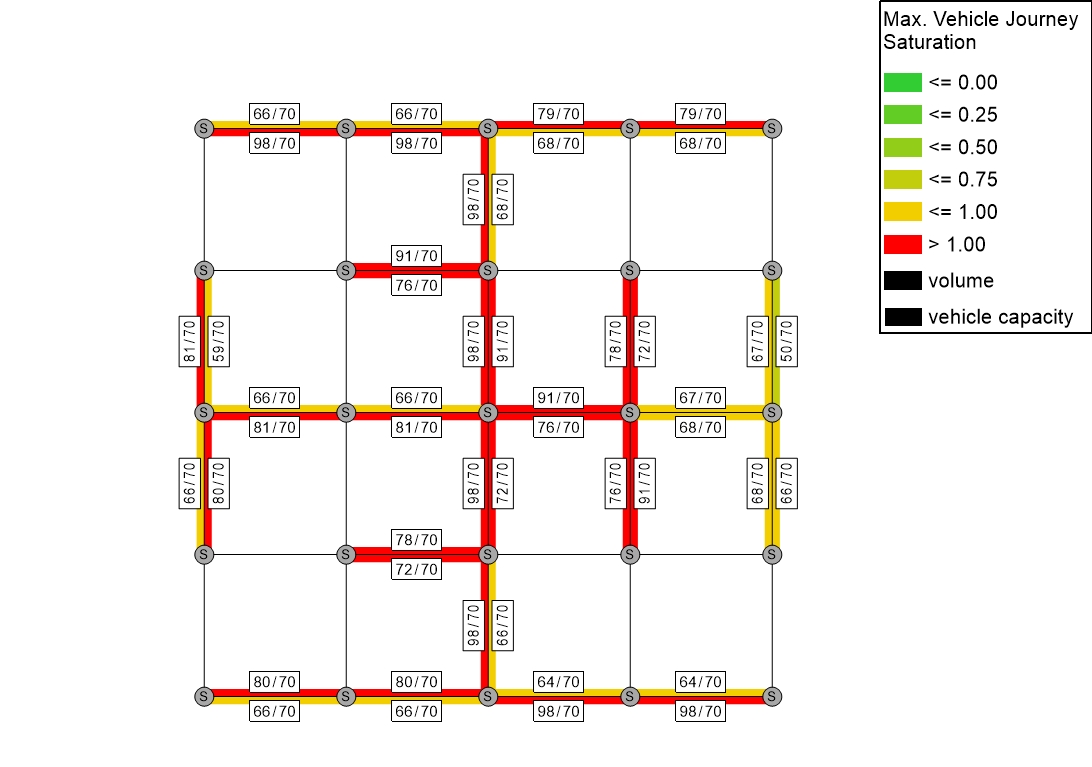 Max. Vehicle Journey
Saturation
<= 0.00
<= 0.25
<= 0.50
<= 0.75
<= 1.00
> 1.00
volume
vehicle capacity
66/70 66/70 79/70 79/70
S S S S S
98/70 98/70 68/70 68/70
98/70 68/70
91/70
S S S S S
76/70
81/70 59/70 98/70 91/70 78/70 72/70 67/70 50/70
66/70 66/70 91/70 67/70
S S S S S
81/70 81/70 76/70 68/70
66/70 80/70 98/70 72/70 76/70 91/70 68/70 66/70
78/70
S S S S S
72/70
98/70 66/70
80/70 80/70 64/70 64/70
S S S S S
66/70 66/70 98/70 98/70